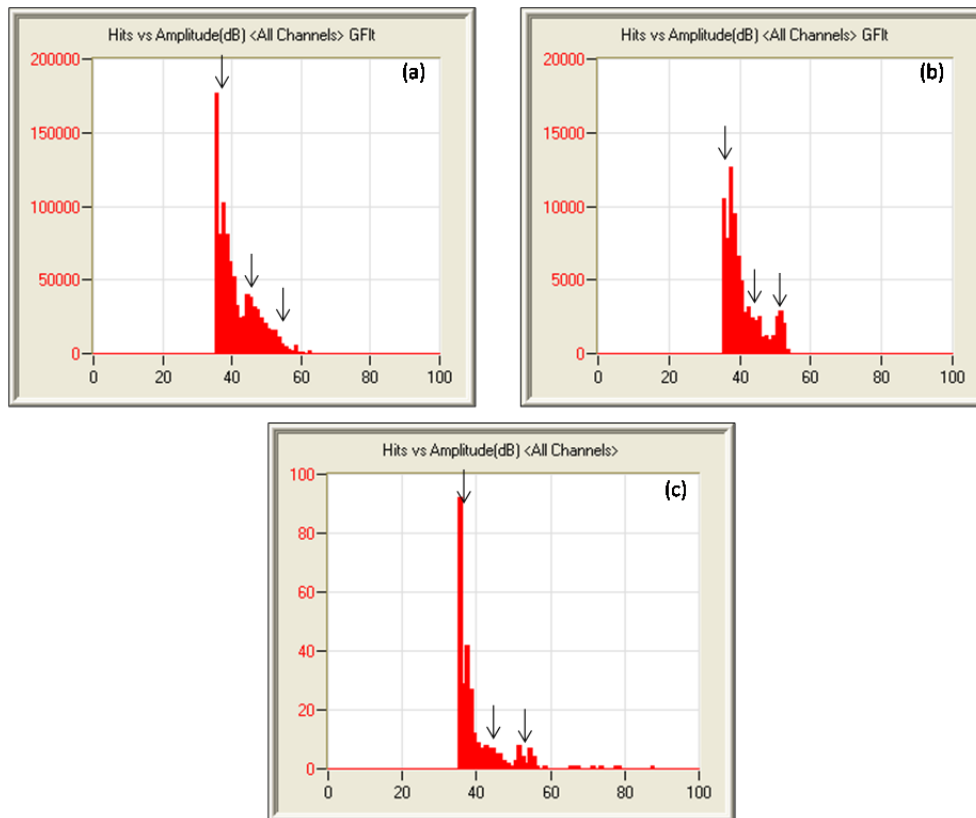 Hits vs Amplitude(dB) <All Channels> GFlt
(a)
200000
150000
100000
50000
0
0 20 40 60 80 100
Hits vs Amplitude(dB) <All Channels> GFlt
(b)
20000
15000
10000
5000
0
0 20 40 60 80 100
Hits vs Amplitude(dB) <All Channels>
(c)
100
80
60
40
20
0
0 20 40 60 80 100